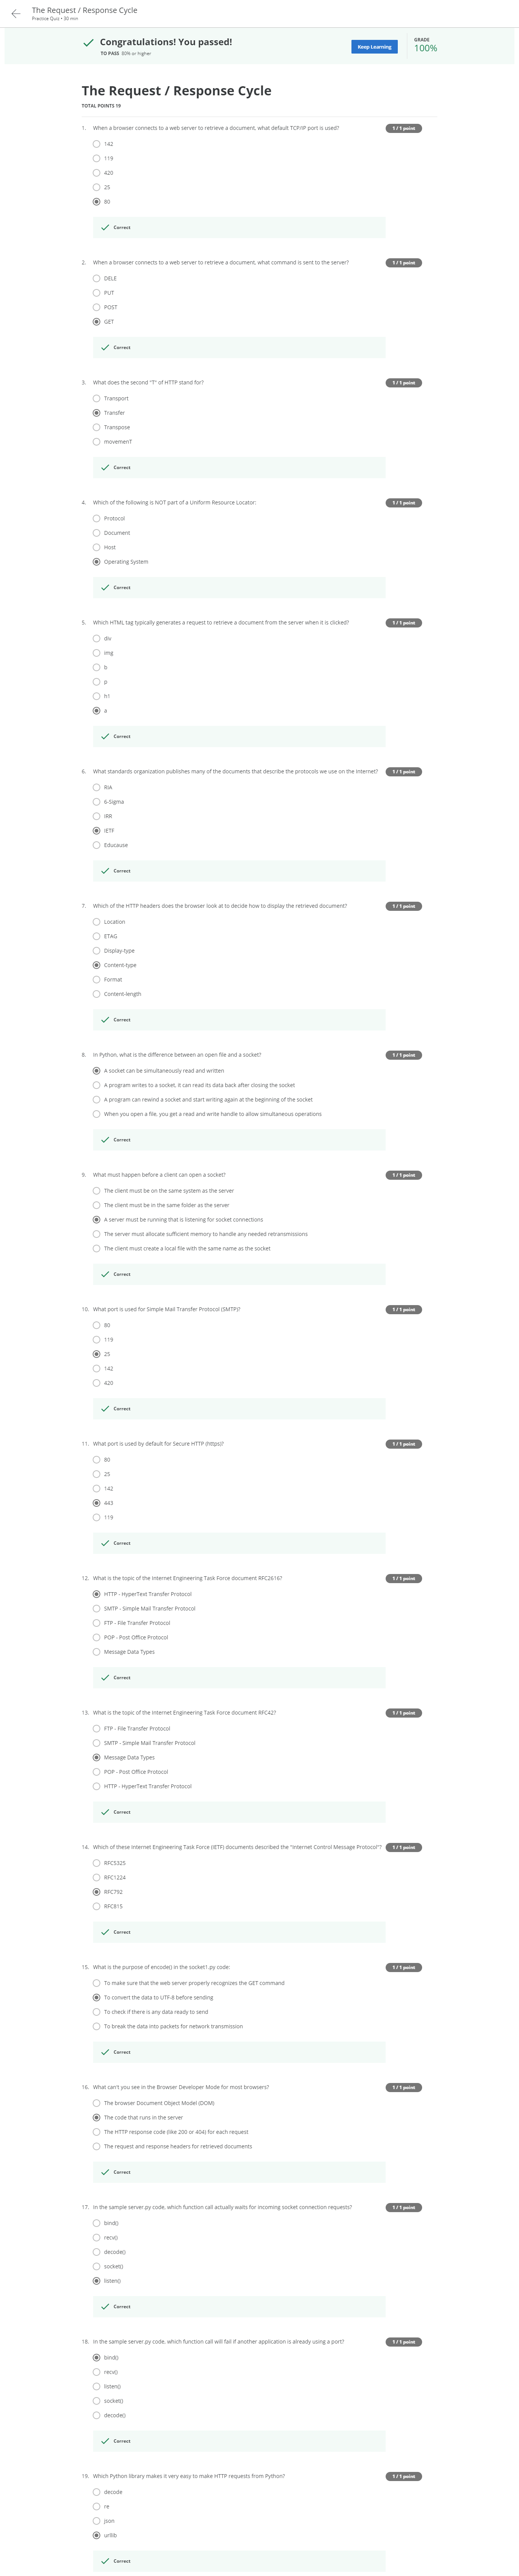 The Request / Response Cycle
Practice Quiz • 30 min
Congratulations! You passed!
TO PASS 80% or higher
Keep Learning
GRADE
100%
The Request / Response Cycle
TOTAL POINTS 19
1. When a browser connects to a web server to retrieve a document, what default TCP/IP port is used?
1 / 1 point
142
119
420
25
80
Correct
2. When a browser connects to a web server to retrieve a document, what command is sent to the server?
1 / 1 point
DELE
PUT
POST
GET
Correct
3. What does the second "T" of HTTP stand for?
1 / 1 point
Transport
Transfer
Transpose
movemenT
Correct
4. Which of the following is NOT part of a Uniform Resource Locator:
1 / 1 point
Protocol
Document
Host
Operating System
Correct
5. Which HTML tag typically generates a request to retrieve a document from the server when it is clicked?
1 / 1 point
div
img
b
p
h1
a
Correct
6. What standards organization publishes many of the documents that describe the protocols we use on the Internet?
1 / 1 point
RIA
6-Sigma
IRR
IETF
Educause
Correct
7. Which of the HTTP headers does the browser look at to decide how to display the retrieved document?
1 / 1 point
Location
ETAG
Display-type
Content-type
Format
Content-length
Correct
8. In Python, what is the difference between an open file and a socket?
1 / 1 point
A socket can be simultaneously read and written
A program writes to a socket, it can read its data back after closing the socket
A program can rewind a socket and start writing again at the beginning of the socket
When you open a file, you get a read and write handle to allow simultaneous operations
Correct
9. What must happen before a client can open a socket?
1 / 1 point
The client must be on the same system as the server
The client must be in the same folder as the server
A server must be running that is listening for socket connections
The server must allocate sufficient memory to handle any needed retransmissions
The client must create a local file with the same name as the socket
Correct
10. What port is used for Simple Mail Transfer Protocol (SMTP)?
1 / 1 point
80
119
25
142
420
Correct
11. What port is used by default for Secure HTTP (https)?
1 / 1 point
80
25
142
443
119
Correct
12. What is the topic of the Internet Engineering Task Force document RFC2616?
1 / 1 point
HTTP - HyperText Transfer Protocol
SMTP - Simple Mail Transfer Protocol
FTP - File Transfer Protocol
POP - Post Office Protocol
Message Data Types
Correct
13. What is the topic of the Internet Engineering Task Force document RFC42?
1 / 1 point
FTP - File Transfer Protocol
SMTP - Simple Mail Transfer Protocol
Message Data Types
POP - Post Office Protocol
HTTP - HyperText Transfer Protocol
Correct
14. Which of these Internet Engineering Task Force (IETF) documents described the "Internet Control Message Protocol"?
1 / 1 point
RFC5325
RFC1224
RFC792
RFC815
Correct
15. What is the purpose of encode() in the socket1.py code:
1 / 1 point
To make sure that the web server properly recognizes the GET command
To convert the data to UTF-8 before sending
To check if there is any data ready to send
To break the data into packets for network transmission
Correct
16. What can't you see in the Browser Developer Mode for most browsers?
1 / 1 point
The browser Document Object Model (DOM)
The code that runs in the server
The HTTP response code (like 200 or 404) for each request
The request and response headers for retrieved documents
Correct
17. In the sample server.py code, which function call actually waits for incoming socket connection requests?
1 / 1 point
bind()
recv()
decode()
socket()
listen()
Correct
18. In the sample server.py code, which function call will fail if another application is already using a port?
1 / 1 point
bind()
recv()
listen()
socket()
decode()
Correct
19. Which Python library makes it very easy to make HTTP requests from Python?
1 / 1 point
decode
re
json
urllib
Correct